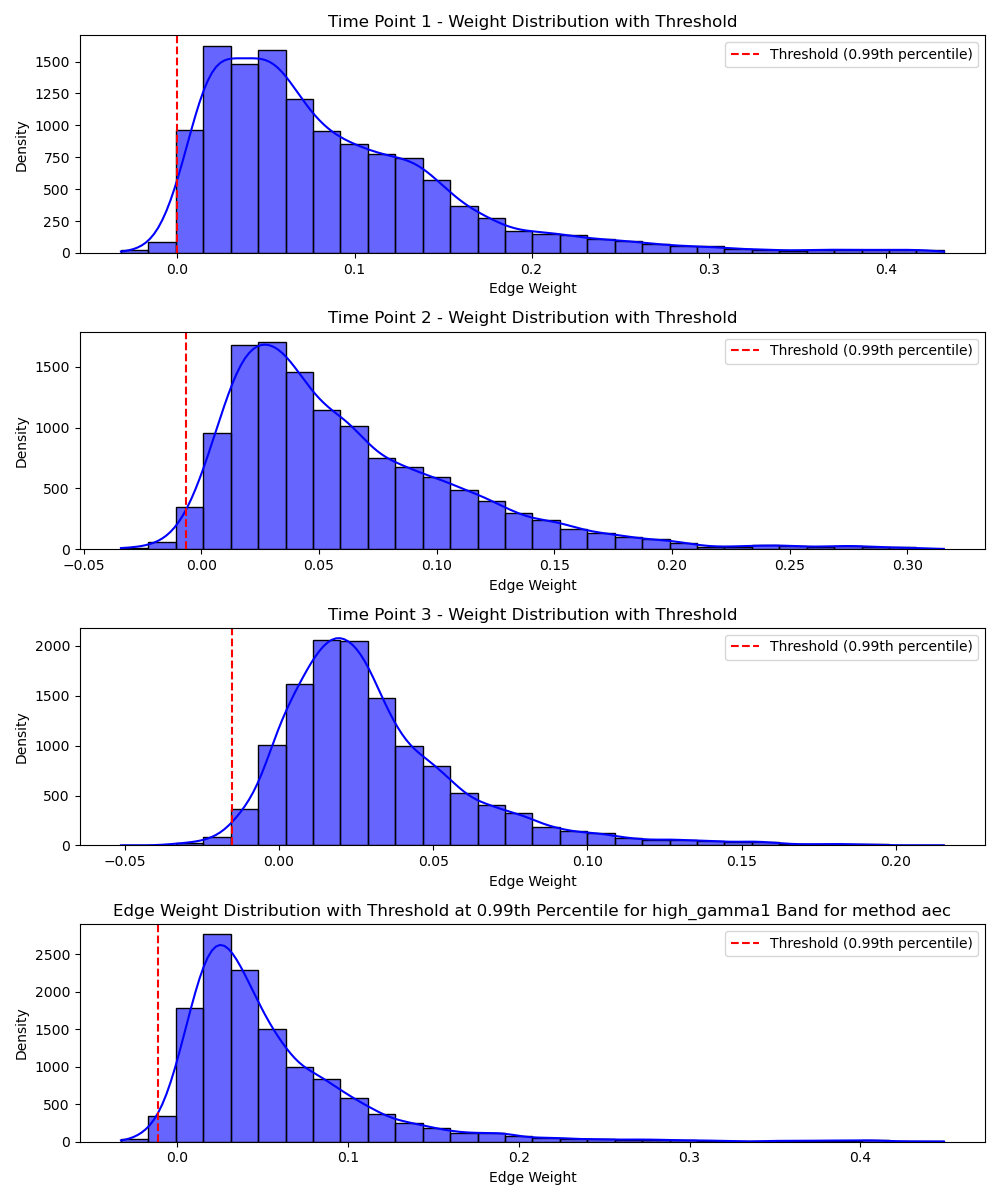 Time Point 1 - Weight Distribution with Threshold
Threshold (0.99th percentile)
Density
1500
1250
1000
750
500
250
0
0.0 0.1 0.2 0.3 0.4
Edge Weight
Time Point 2 - Weight Distribution with Threshold
Threshold (0.99th percentile)
Density
1500
1000
500
0
−0.05 0.00 0.05 0.10 0.15 0.20 0.25 0.30
Edge Weight
Time Point 3 - Weight Distribution with Threshold
Threshold (0.99th percentile)
Density
2000
1500
1000
500
0
−0.05 0.00 0.05 0.10 0.15 0.20
Edge Weight
Edge Weight Distribution with Threshold at 0.99th Percentile for high_gamma1 Band for method aec
Threshold (0.99th percentile)
Density
2500
2000
1500
1000
500
0
0.0 0.1 0.2 0.3 0.4
Edge Weight